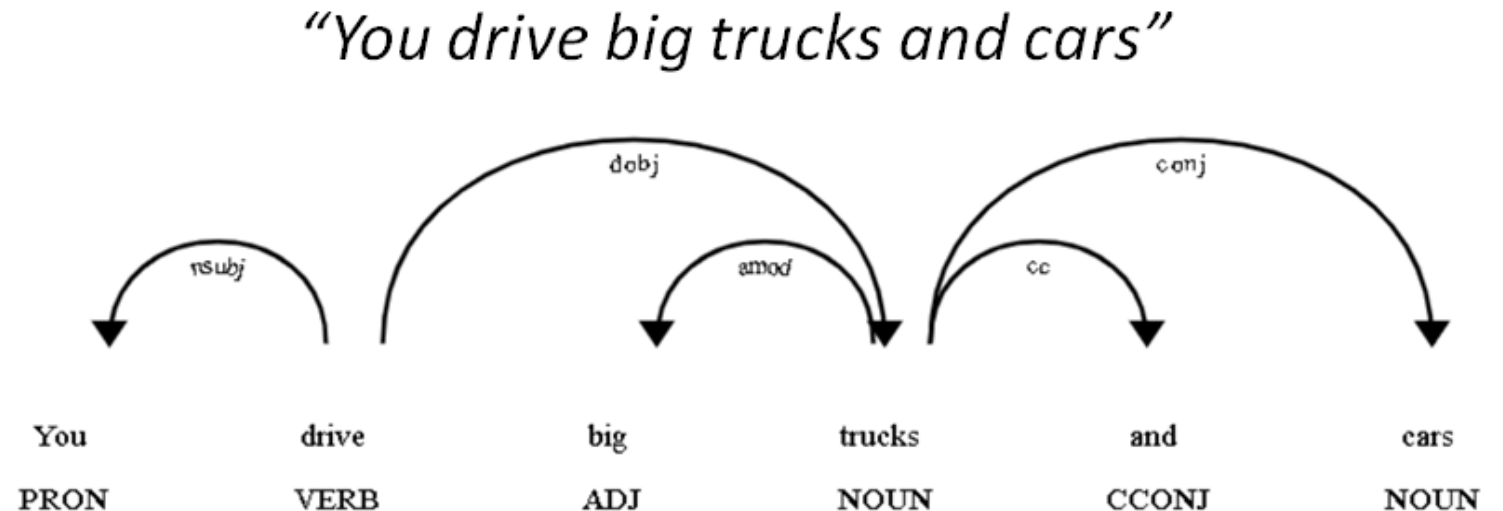 “You drive big trucks and cars”
dobj conj
nsubj amod cc
You drive big trucks and cars
PRON VERB ADJ NOUN CCONJ NOUN